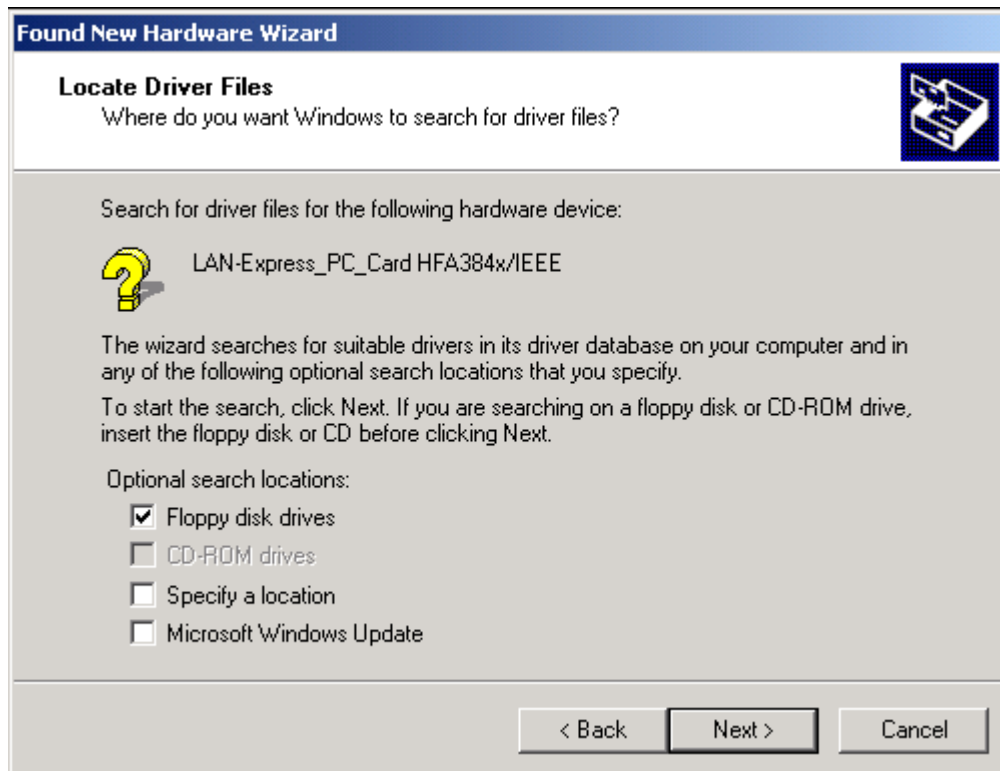 Found New Hardware Wizard
Locate Driver Files
Where do you want Windows to search for driver files?
Search for driver files for the following hardware device:
LAN-Express_PC_Card HFA384x/IEEE
The wizard searches for suitable drivers in its driver database on your computer and in
any of the following optional search locations that you specify.
To start the search, click Next. If you are searching on a floppy disk or CD-ROM drive,
insert the floppy disk or CD before clicking Next.
Optional search locations:
Floppy disk drives
CD-ROM drives
Specify a location
Microsoft Windows Update
< Back Next > Cancel